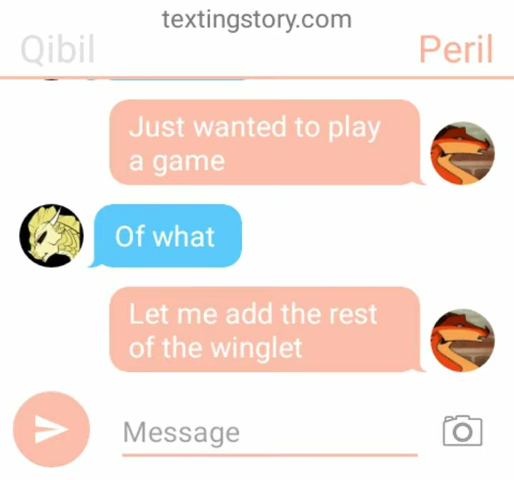 textingstory.com
Qibil
Peril
Just wanted to play
a game
Of what
Let me add the rest
of the winglet
Message